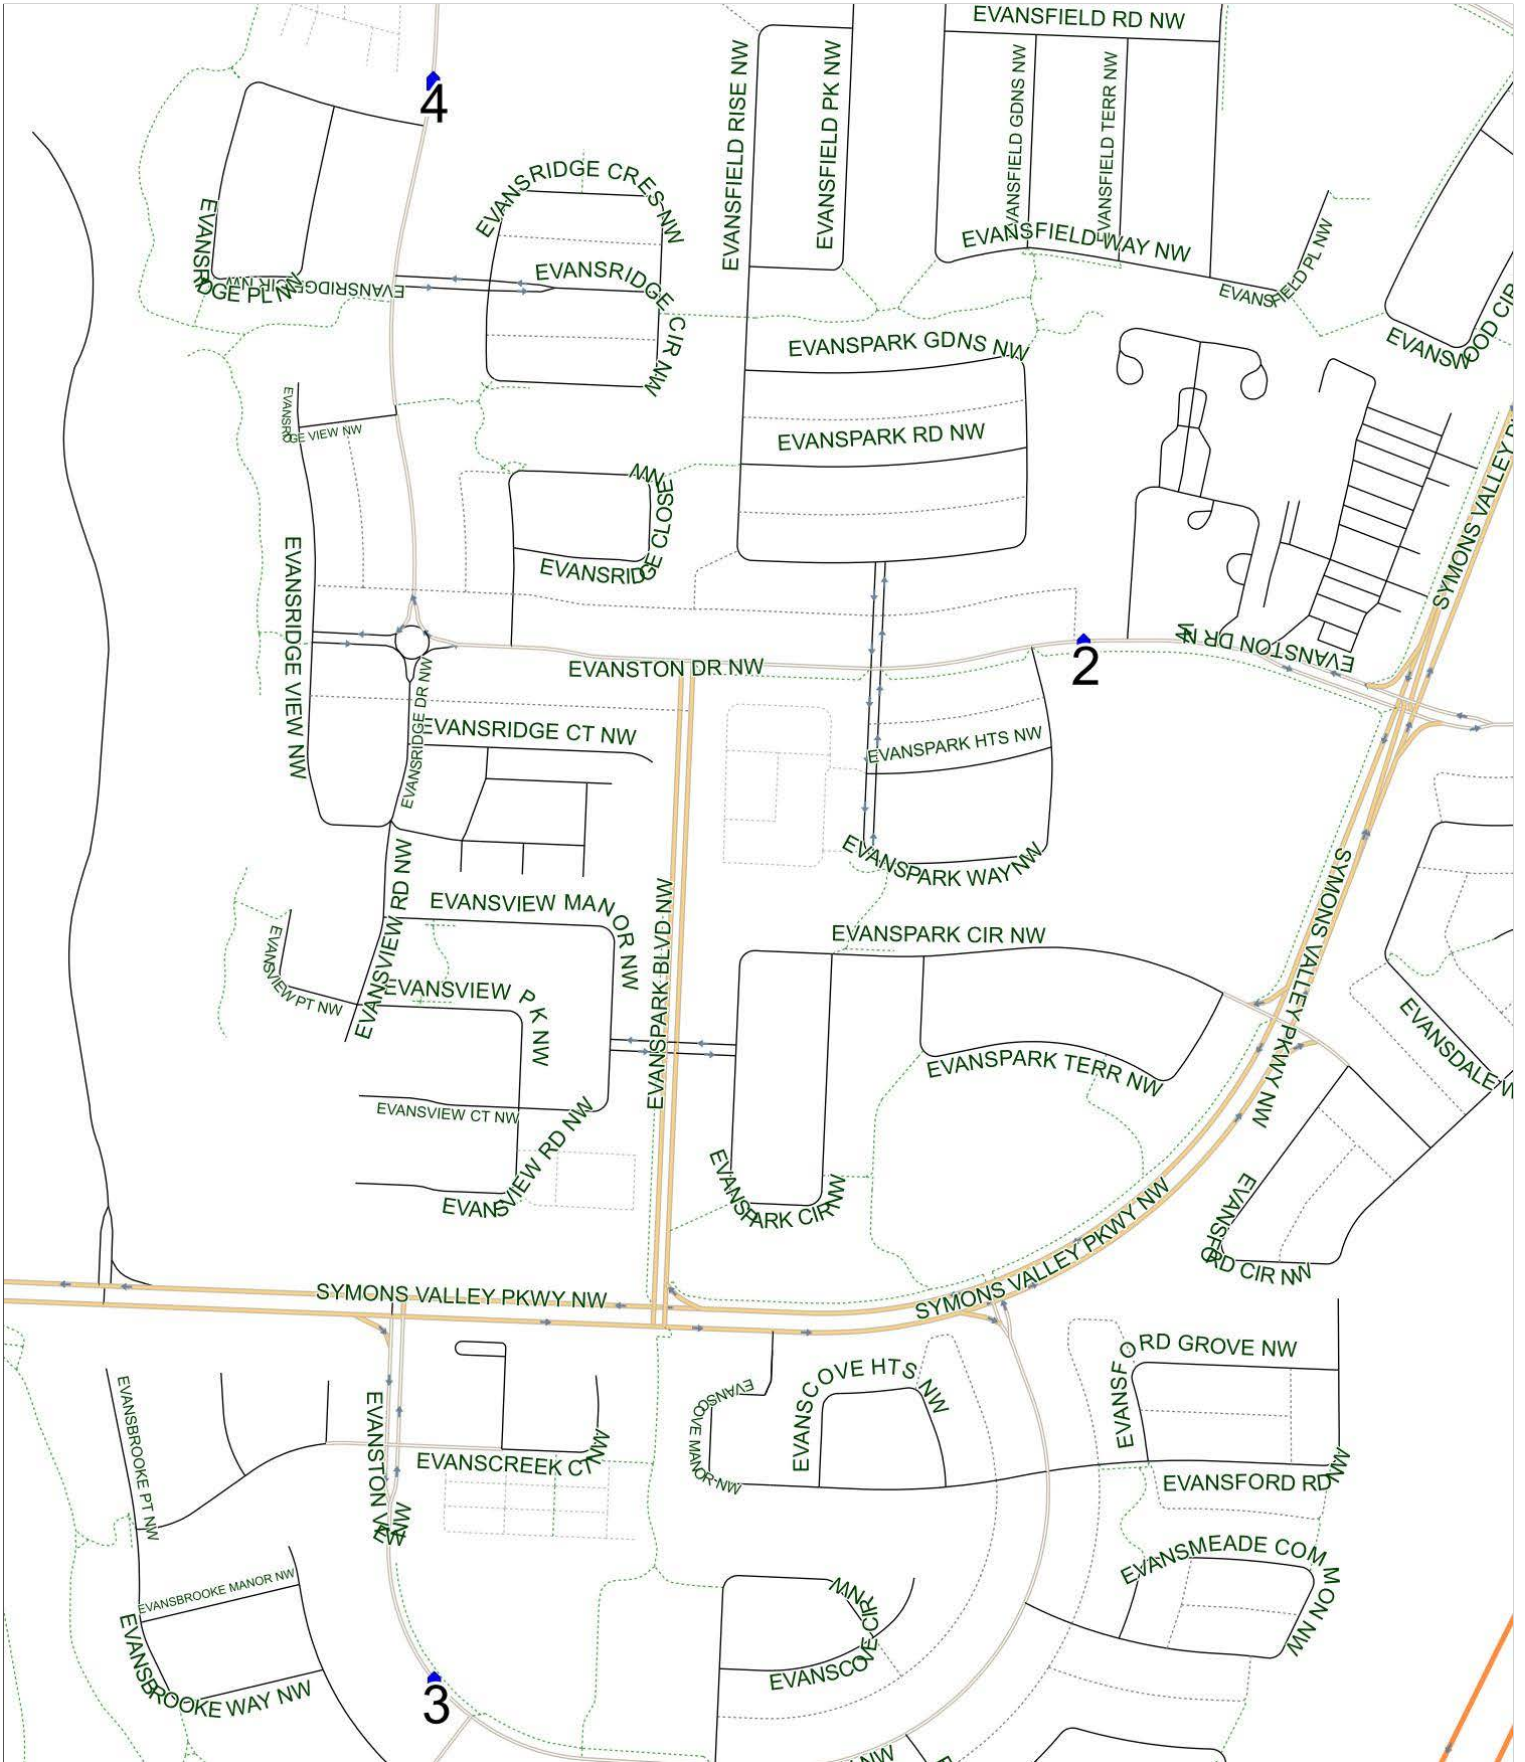 EVANSFIELD RD NW
EVANSFIELD RISE NW
EVANSFIELD PK NW
EVANSFIELD GDNS NW
EVANSFIELD TERR NW
4
EVANSRIDGE CRES NW
EVANSFIELD WAY NW
EVANSFIELD PL NW
EVANSRIDGE PL NW
EVANSRIDGE CIR NW
EVANSRIDGE CIR NW
EVANSWOOD CIR
EVANSPARK GDNS NW
EVANSRIDGE VIEW NW
EVANSPARK RD NW
EVANSRIDGE CLOSE NW
SYMONS VALLEY P
EVANSRIDGE VIEW NW
EVANSTON DR NW
EVANSTON DR NW
2
EVANSRIDGE DR NW
EVANSRIDGE CT NW
EVANSPARK HTS NW
EVANSPARK WAY NW
EVANSVIEW RD NW
EVANSVIEW MANOR NW
EVANSPARK BLVD NW
EVANSPARK CIR NW
SYMONS VALLEY PKWY NW
EVANSVIEW PT NW
EVANSVIEW PK NW
EVANSDALE W
EVANSPARK TERR NW
EVANSVIEW CT NW
EVANSVIEW RD NW
EVANSPARK CIR NW
EVANSFORD CIR NW
SYMONS VALLEY PKWY NW
SYMONS VALLEY PKWY NW
EVANSFORD GROVE NW
EVANSBROOKE PT NW
EVANSTON VW NW
EVANSCREEK CT NW
EVANSCOVE MANOR NW
EVANSCOVE HTS NW
EVANSFORD RD NW
EVANSMEADE COMMON NW
EVANSBROOKE MANOR NW
EVANSBROOKE WAY NW
EVANSCOVE CIR NW
3
NW